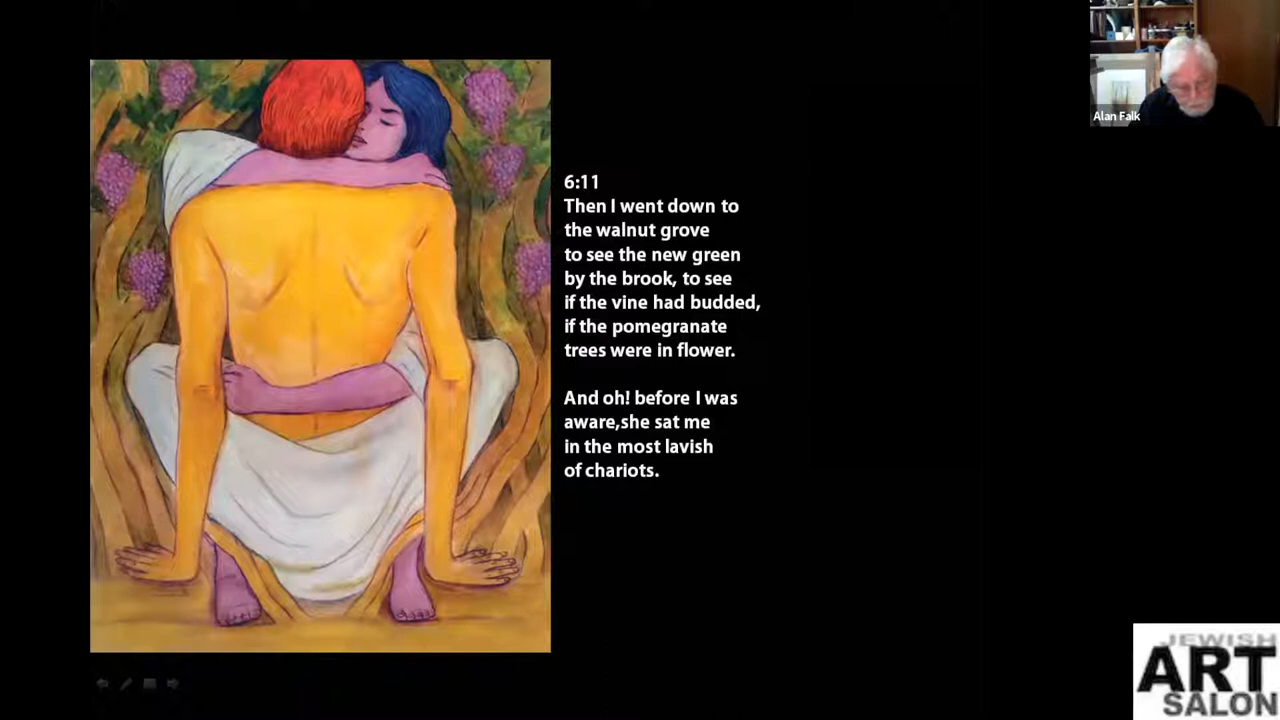 6:11
Then I went down to
the walnut grove
to see the new green
by the brook, to see
if the vine had budded,
if the pomegranate
trees were in flower.
And oh! before I was
aware,she sat me
in the most lavish
of chariots.
Alan Falk
JEWISH
ART
SALON